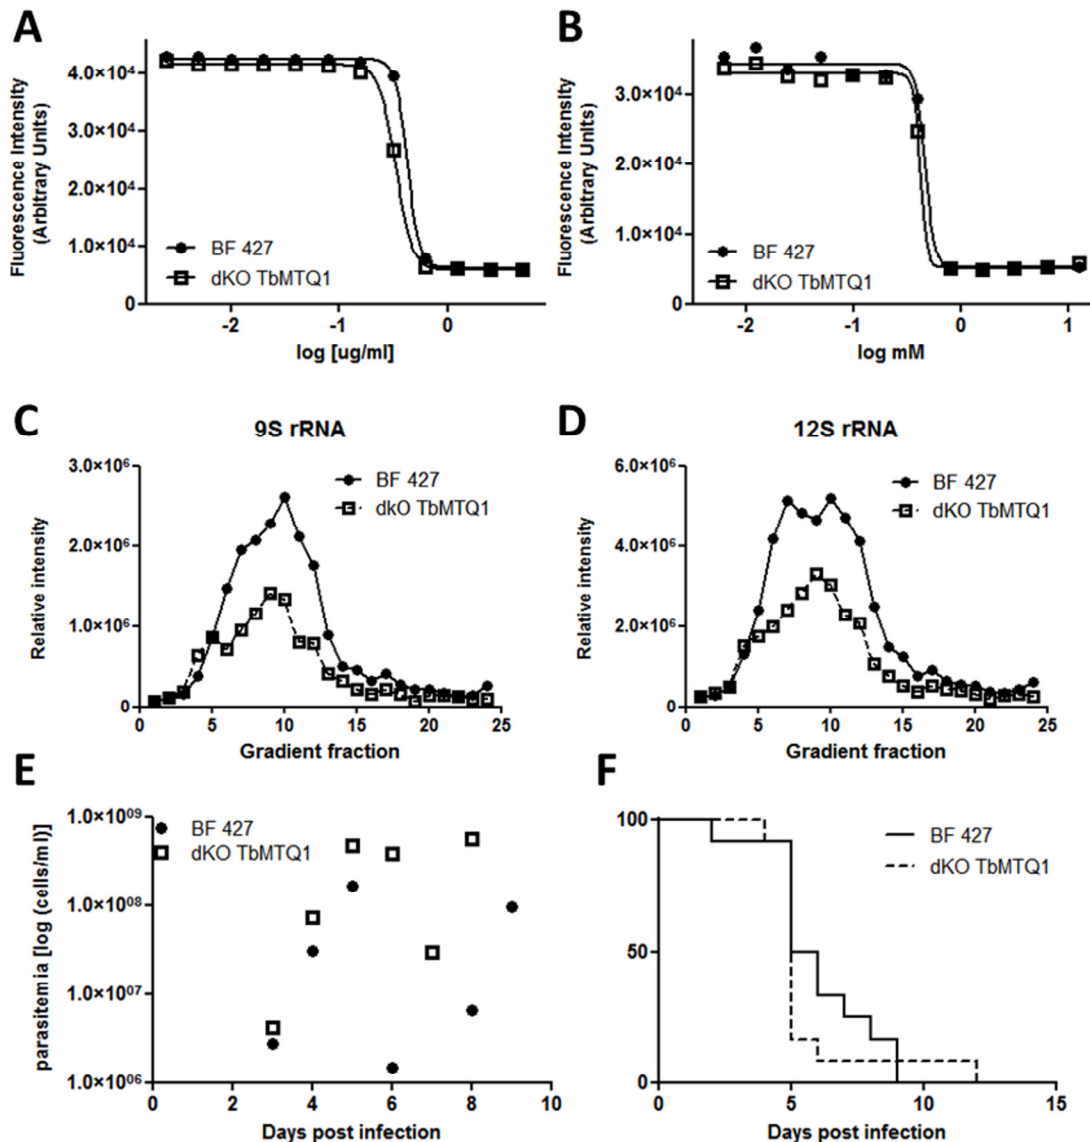 A
4.0×10⁴
3.0×10⁴
2.0×10⁴
1.0×10⁴
0
Fluorescence Intensity
(Arbitrary Units)
BF 427
dKO TbMTQ1
-2 -1 0
log [ug/ml]
B
3.0×10⁴
2.0×10⁴
1.0×10⁴
0
Fluorescence Intensity
(Arbitrary Units)
BF 427
dKO TbMTQ1
-2 -1 0 1
log mM
C
9S rRNA
3.0×10⁶
2.0×10⁶
1.0×10⁶
0
Relative intensity
BF 427
dkO TbMTQ1
0 5 10 15 20 25
Gradient fraction
D
12S rRNA
6.0×10⁶
4.0×10⁶
2.0×10⁶
0
Relative intensity
BF 427
dKO TbMTQ1
0 5 10 15 20 25
Gradient fraction
E
1.0×10⁰⁹
1.0×10⁰⁸
1.0×10⁰⁷
1.0×10⁰⁶
parasitemia [log (cells/ml)]
BF 427
dKO TbMTQ1
0 2 4 6 8 10
Days post infection
F
100
50
0
BF 427
dKO TbMTQ1
0 5 10 15
Days post infection